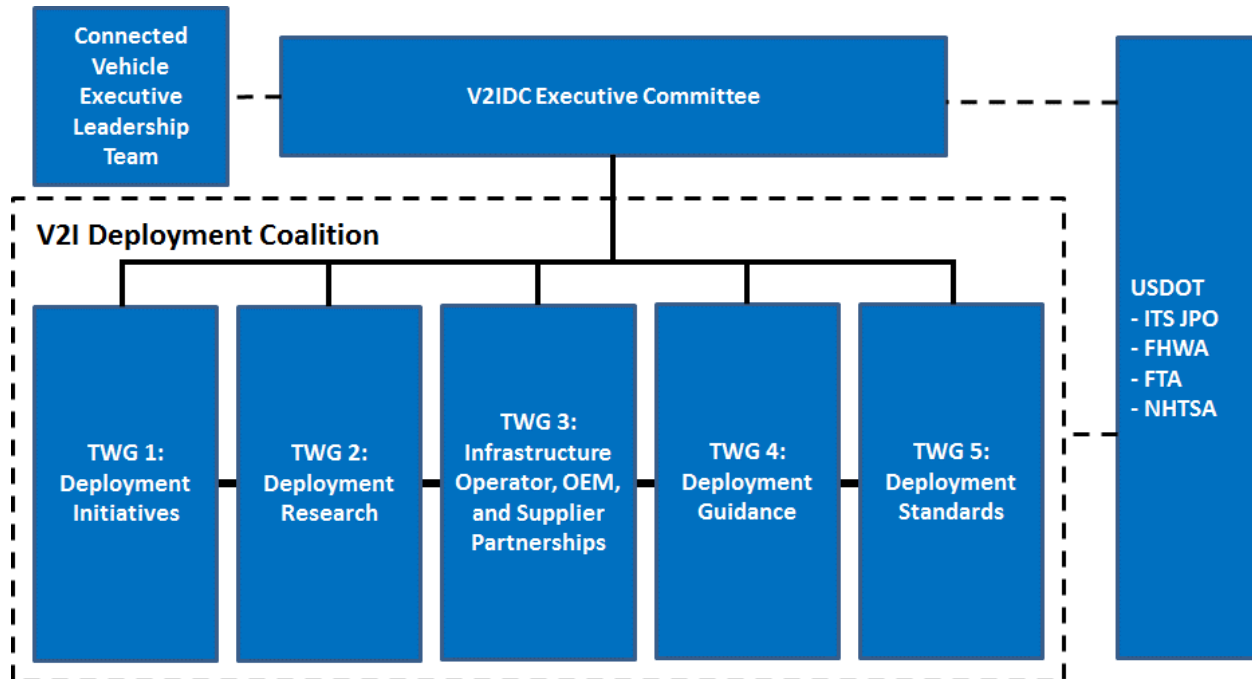 Connected
Vehicle
Executive
Leadership
Team
V2IDC Executive Committee
V2I Deployment Coalition
TWG 1:
Deployment
Initiatives
TWG 2:
Deployment
Research
TWG 3:
Infrastructure
Operator, OEM,
and Supplier
Partnerships
TWG 4:
Deployment
Guidance
TWG 5:
Deployment
Standards
USDOT
- ITS JPO
- FHWA
- FTA
- NHTSA